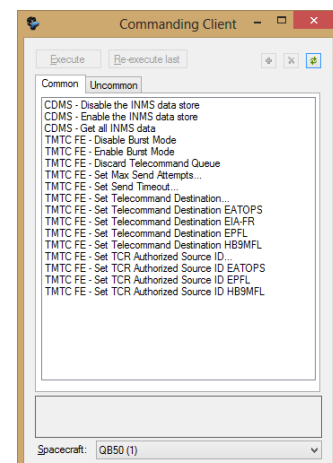 Commanding Client
Execute
Re-execute last
Common
Uncommon
CDMS - Disable the INMS data store
CDMS - Enable the INMS data store
CDMS - Get all INMS data
TMTC FE - Disable Burst Mode
TMTC FE - Enable Burst Mode
TMTC FE - Discard Telecommand Queue
TMTC FE - Set Max Send Attempts...
TMTC FE - Set Send Timeout...
TMTC FE - Set Telecommand Destination...
TMTC FE - Set Telecommand Destination EATOPS
TMTC FE - Set Telecommand Destination EIA-FR
TMTC FE - Set Telecommand Destination EPFL
TMTC FE - Set Telecommand Destination HB9MFL
TMTC FE - Set TCR Authorized Source ID...
TMTC FE - Set TCR Authorized Source ID EATOPS
TMTC FE - Set TCR Authorized Source ID EPFL
TMTC FE - Set TCR Authorized Source ID HB9MFL
Spacecraft: QB50 (1)